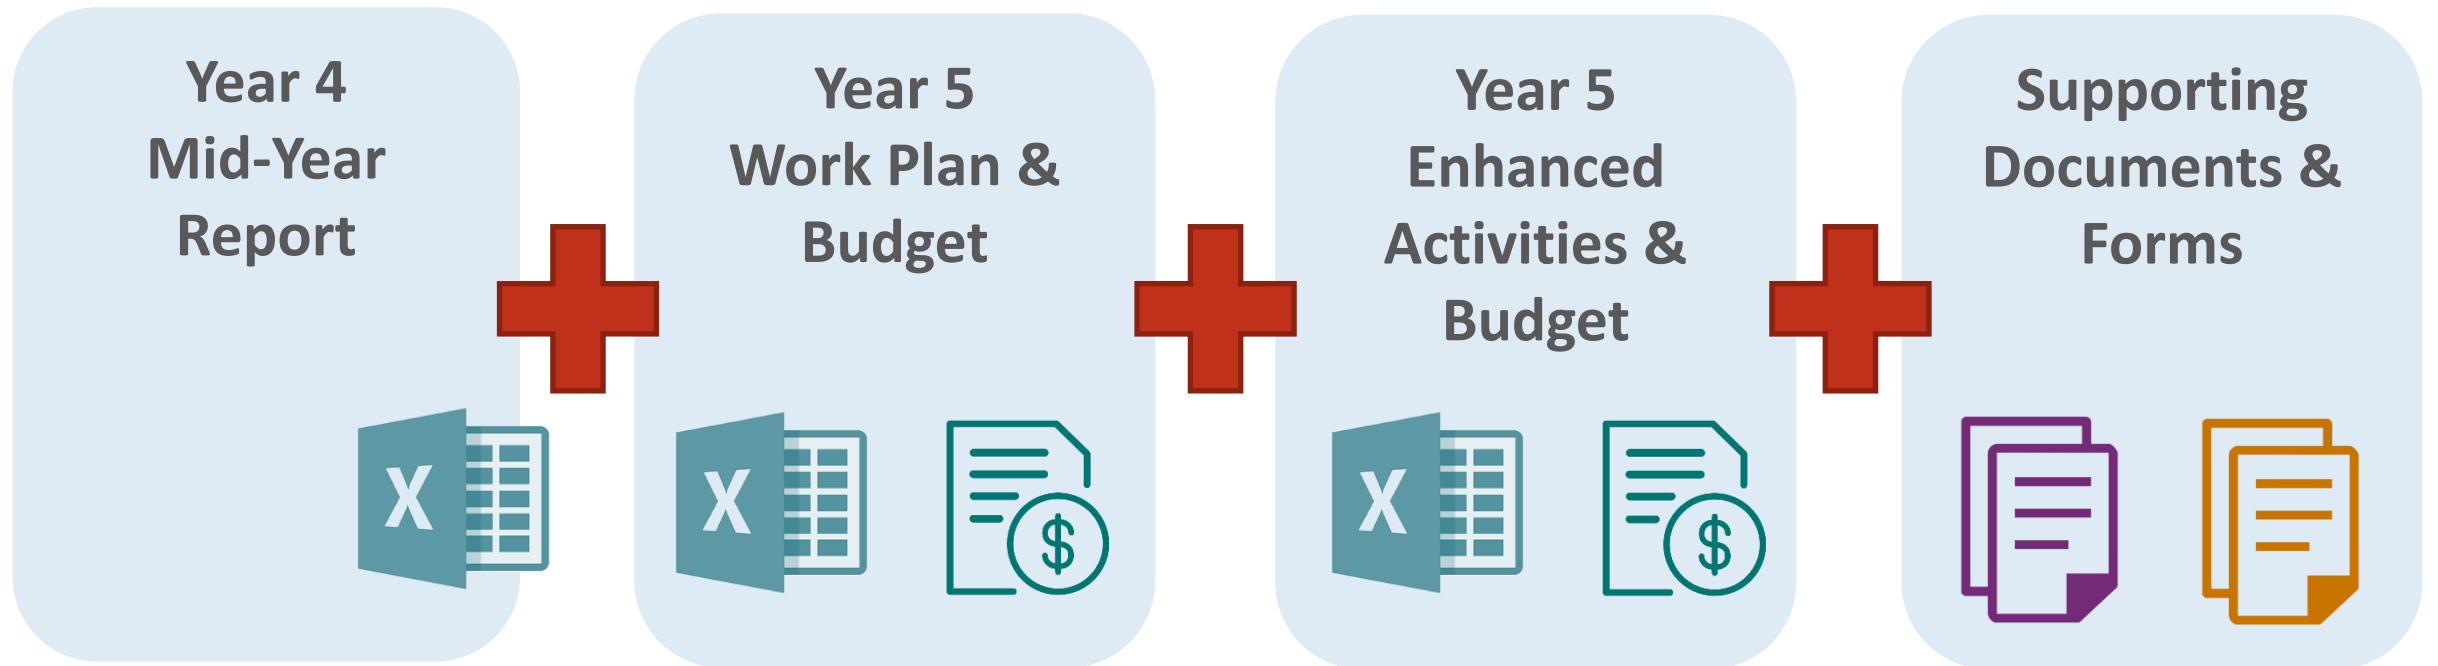 Year 4
Mid-Year
Report
Year 5
Work Plan &
Budget
Year 5
Enhanced
Activities &
Budget
Supporting
Documents &
Forms
X
$
X
$
X